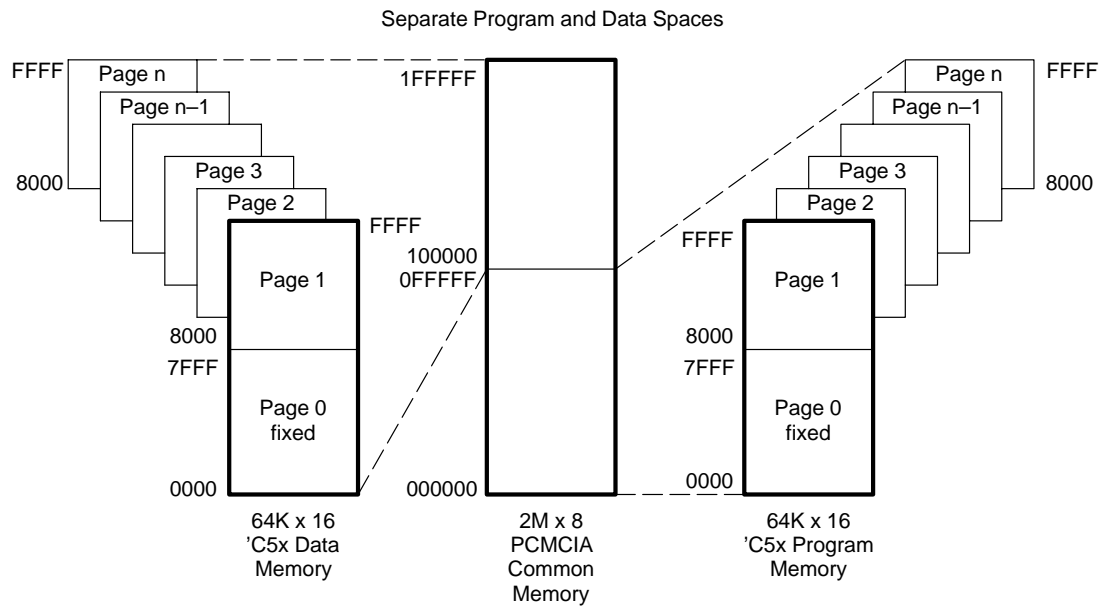 Separate Program and Data Spaces
FFFF
Page n
Page n–1
Page 3
8000
Page 2
FFFF
Page 1
8000
7FFF
Page 0
fixed
0000
64K x 16
’C5x Data
Memory
1FFFFF
100000
0FFFFF
000000
2M x 8
PCMCIA
Common
Memory
Page n
FFFF
Page n–1
Page 3
8000
Page 2
FFFF
Page 1
8000
7FFF
Page 0
fixed
0000
64K x 16
’C5x Program
Memory